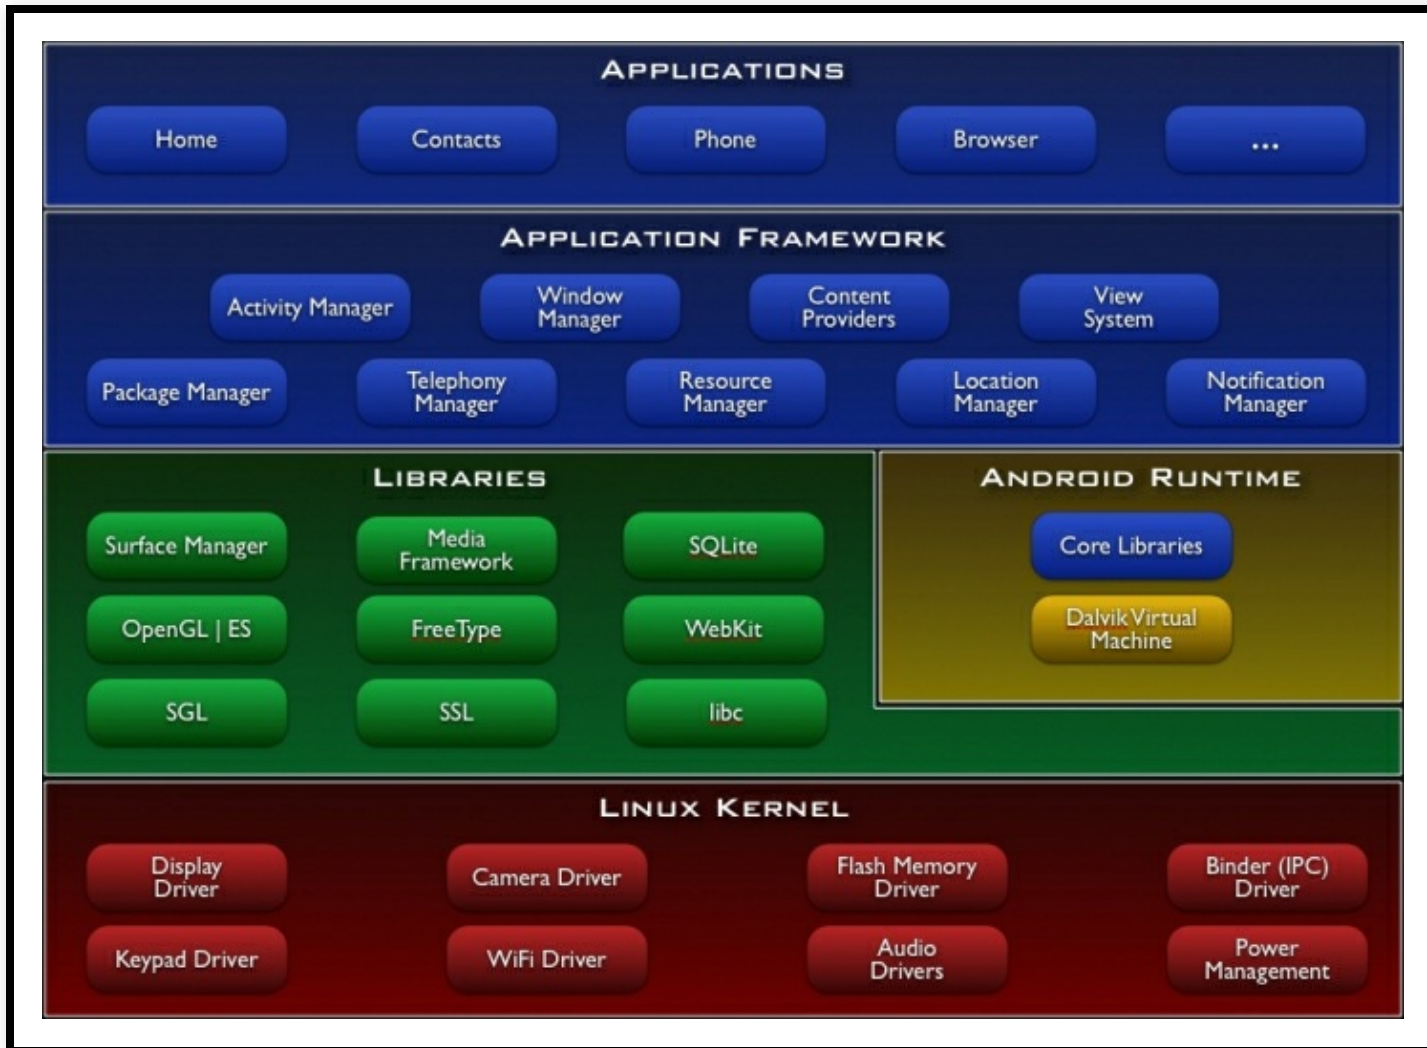 APPLICATIONS
Home
Contacts
Phone
Browser
...
APPLICATION FRAMEWORK
Activity Manager
Window
Manager
Content
Providers
View
System
Package Manager
Telephony
Manager
Resource
Manager
Location
Manager
Notification
Manager
LIBRARIES
Surface Manager
Media
Framework
SQLite
OpenGL | ES
FreeType
WebKit
SGL
SSL
libc
ANDROID RUNTIME
Core Libraries
Dalvik Virtual
Machine
LINUX KERNEL
Display
Driver
Camera Driver
Flash Memory
Driver
Binder (IPC)
Driver
Keypad Driver
WiFi Driver
Audio
Drivers
Power
Management